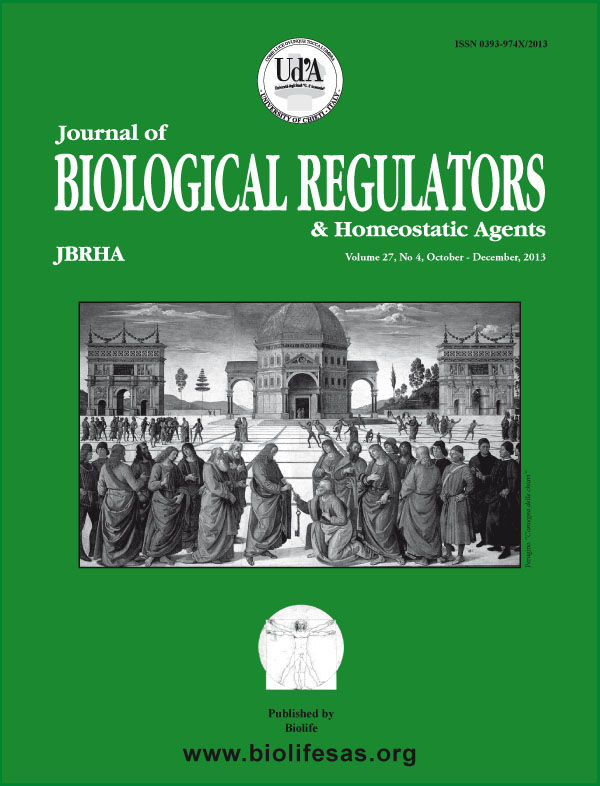 ISSN 0393-974X/2013
Ud'A
UNIVERSITY OF CHIETI - ITALY
Journal of
BIOLOGICAL REGULATORS
& Homeostatic Agents
JBRHA
Volume 27, No 4, October - December, 2013
Perugino "Consegna delle chiavi"
Published by
Biolife
www.biolifesas.org